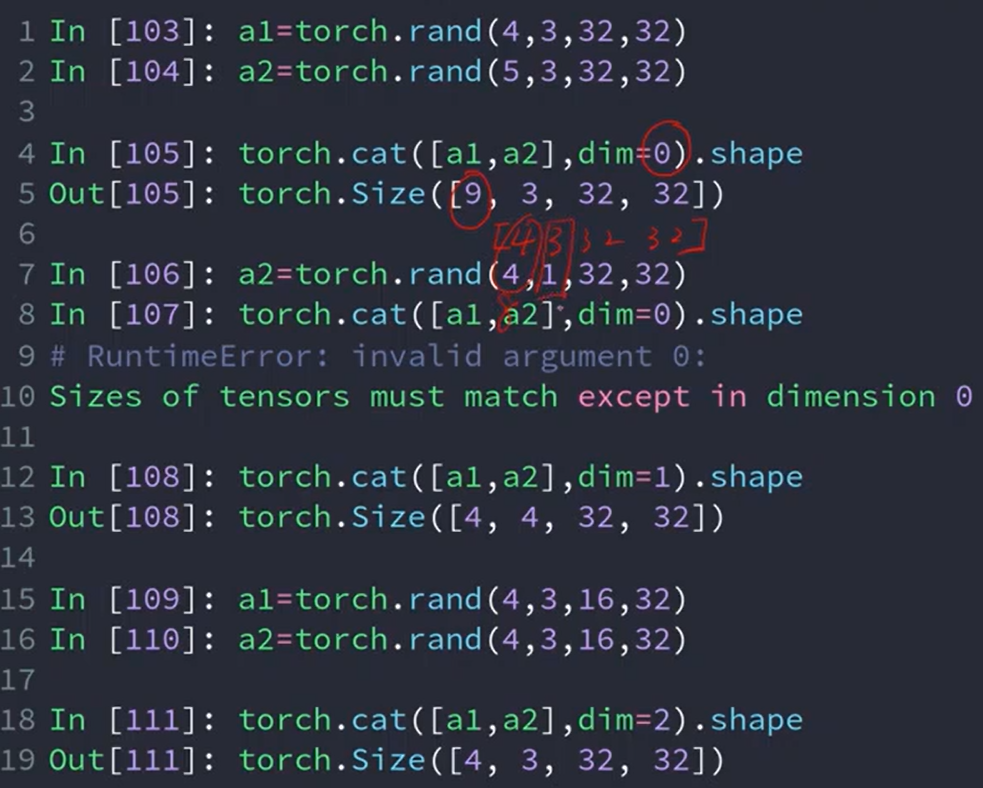 1 In [103]: a1=torch.rand(4,3,32,32)
2 In [104]: a2=torch.rand(5,3,32,32)
3
4 In [105]: torch.cat([a1,a2],dim=0).shape
5 Out[105]: torch.Size([9, 3, 32, 32])
6
[4 3 32 32]
7 In [106]: a2=torch.rand(4,1,32,32)
8
8 In [107]: torch.cat([a1,a2],dim=0).shape
9 # RuntimeError: invalid argument 0:
10 Sizes of tensors must match except in dimension 0
11
12 In [108]: torch.cat([a1,a2],dim=1).shape
13 Out[108]: torch.Size([4, 4, 32, 32])
14
15 In [109]: a1=torch.rand(4,3,16,32)
16 In [110]: a2=torch.rand(4,3,16,32)
17
18 In [111]: torch.cat([a1,a2],dim=2).shape
19 Out[111]: torch.Size([4, 3, 32, 32])